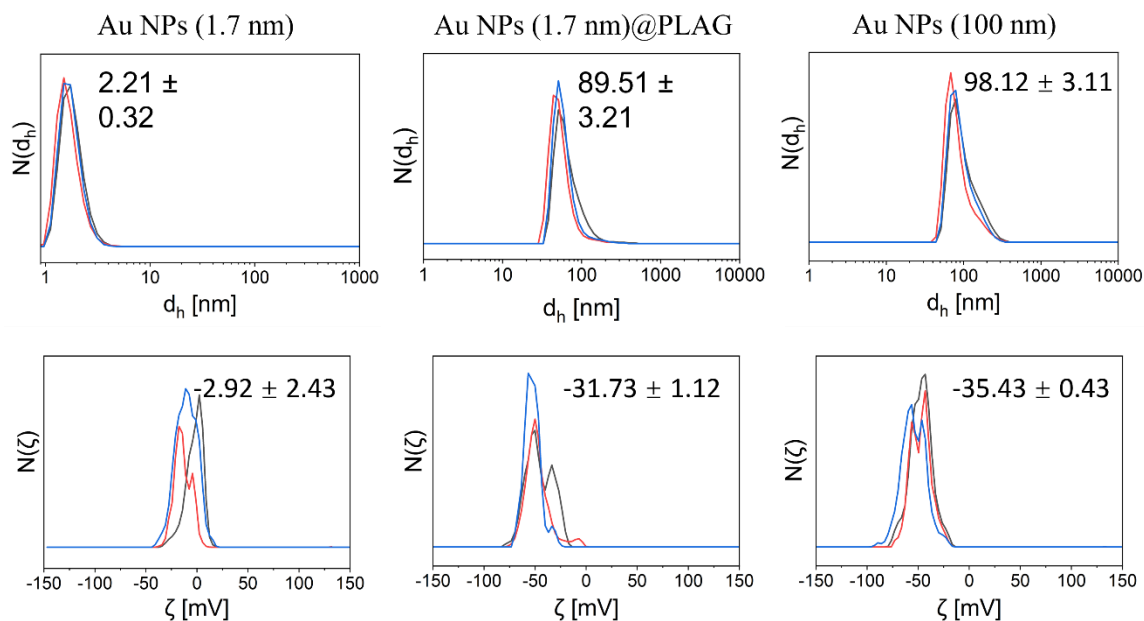 Au NPs (1.7 nm)
Au NPs (1.7 nm)@PLAG
Au NPs (100 nm)
N(dₕ)
2.21 ±
0.32
1
10
100
1000
dₕ [nm]
N(dₕ)
89.51 ±
3.21
1
10
100
1000
10000
dₕ [nm]
N(dₕ)
98.12 ± 3.11
1
10
100
1000
10000
dₕ [nm]
N(ζ)
-2.92 ± 2.43
-150
-100
-50
0
50
100
150
ζ [mV]
N(ζ)
-31.73 ± 1.12
-150
-100
-50
0
50
100
150
ζ [mV]
N(ζ)
-35.43 ± 0.43
-150
-100
-50
0
50
100
150
ζ [mV]